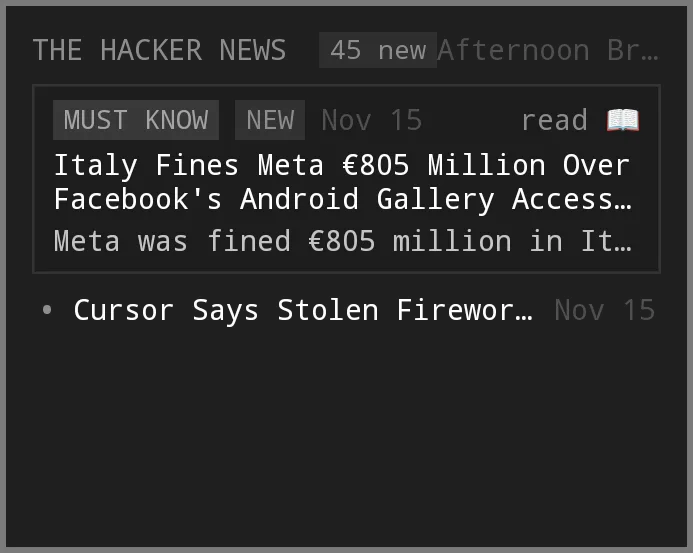 THE HACKER NEWS 45 new Afternoon Br…
MUST KNOW NEW Nov 15 read 📖
Italy Fines Meta €805 Million Over
Facebook's Android Gallery Access…
Meta was fined €805 million in It…
• Cursor Says Stolen Firewor… Nov 15